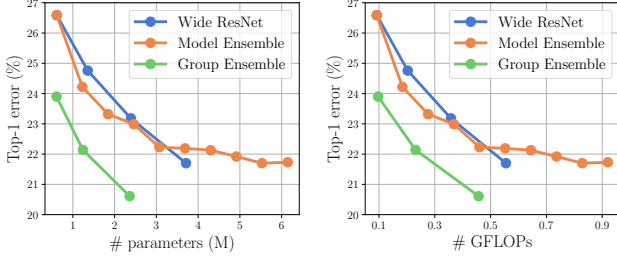 27
26
25
24
23
22
21
20
Top-1 error (%)
Wide ResNet
Model Ensemble
Group Ensemble
1 2 3 4 5 6
# parameters (M)
27
26
25
24
23
22
21
20
Top-1 error (%)
Wide ResNet
Model Ensemble
Group Ensemble
0.1 0.3 0.5 0.7 0.9
# GFLOPs